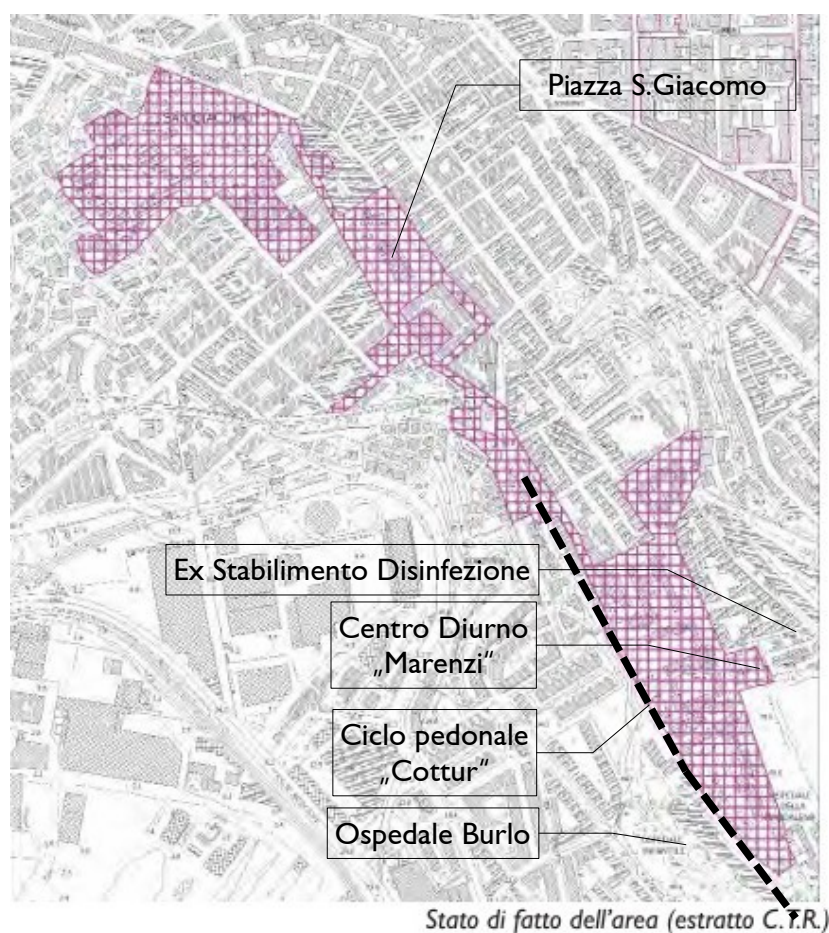 Piazza S.Giacomo
Ex Stabilimento Disinfezione
Centro Diurno
„Marenzi“
Ciclo pedonale
„Cottur“
Ospedale Burlo
Stato di fatto dell'area (estratto C.T.R.)